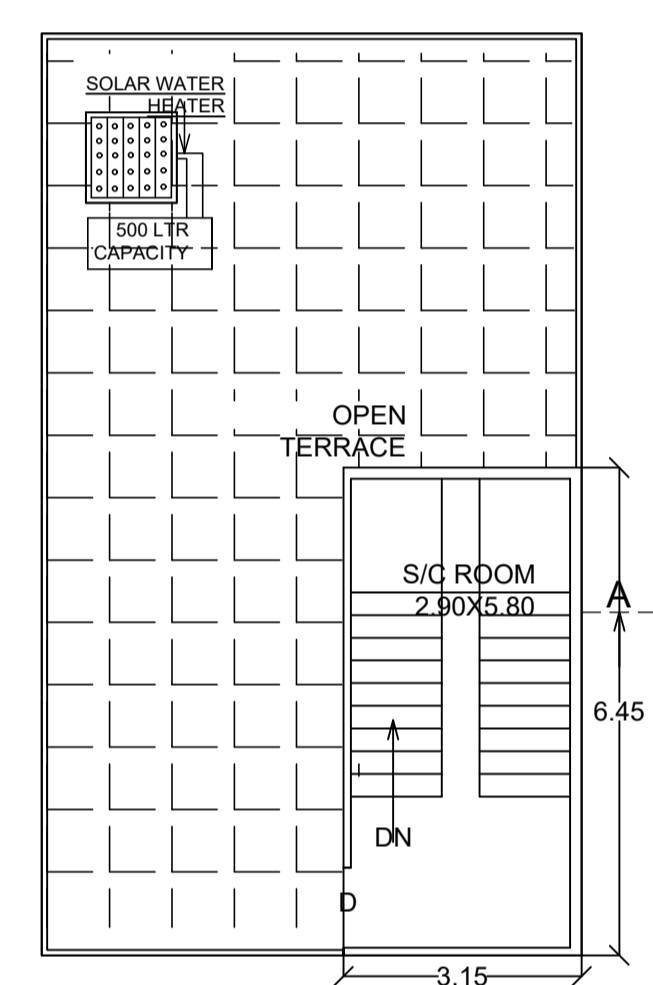 SOLAR WATER
HEATER
500 LTR
CAPACITY
OPEN
TERRACE
S/C ROOM
2.90X5.80
A
6.45
DN
D
3.15